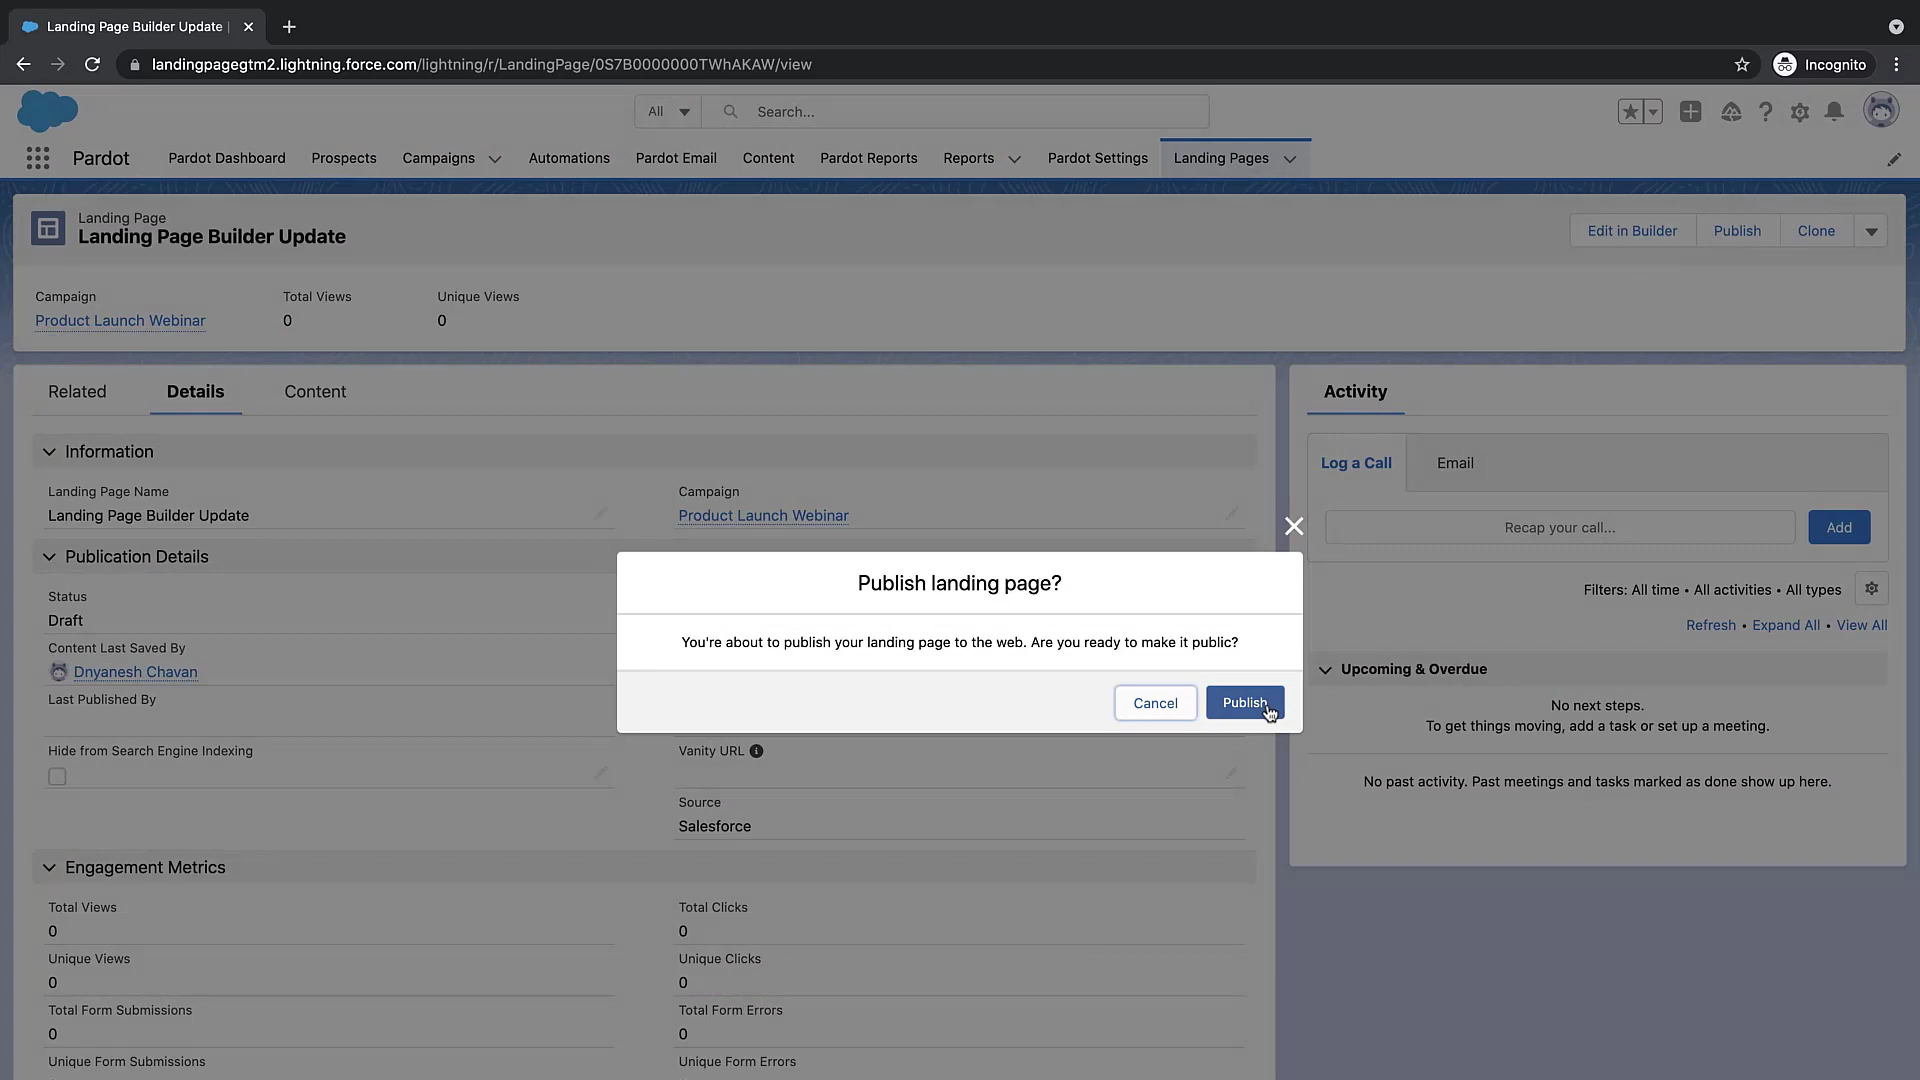 Landing Page Builder Update |
landingpagegtm2.lightning.force.com/lightning/r/LandingPage/0S7B0000000TWhAKAW/view
Incognito
All
Search...
Pardot
Pardot Dashboard
Prospects
Campaigns
Automations
Pardot Email
Content
Pardot Reports
Reports
Pardot Settings
Landing Pages
Landing Page
Landing Page Builder Update
Edit in Builder
Publish
Clone
Campaign
Total Views
Unique Views
Product Launch Webinar
0
0
Related
Details
Content
Information
Landing Page Name
Campaign
Landing Page Builder Update
Product Launch Webinar
Publication Details
Status
Draft
Content Last Saved By
Dnyanesh Chavan
Last Published By
Hide from Search Engine Indexing
Vanity URL
Source
Salesforce
Engagement Metrics
Total Views
Total Clicks
0
0
Unique Views
Unique Clicks
0
0
Total Form Submissions
Total Form Errors
0
0
Unique Form Submissions
Unique Form Errors
Publish landing page?
You're about to publish your landing page to the web. Are you ready to make it public?
Cancel
Publish
Activity
Log a Call
Email
Recap your call...
Add
Filters: All time • All activities • All types
Refresh • Expand All • View All
Upcoming & Overdue
No next steps.
To get things moving, add a task or set up a meeting.
No past activity. Past meetings and tasks marked as done show up here.